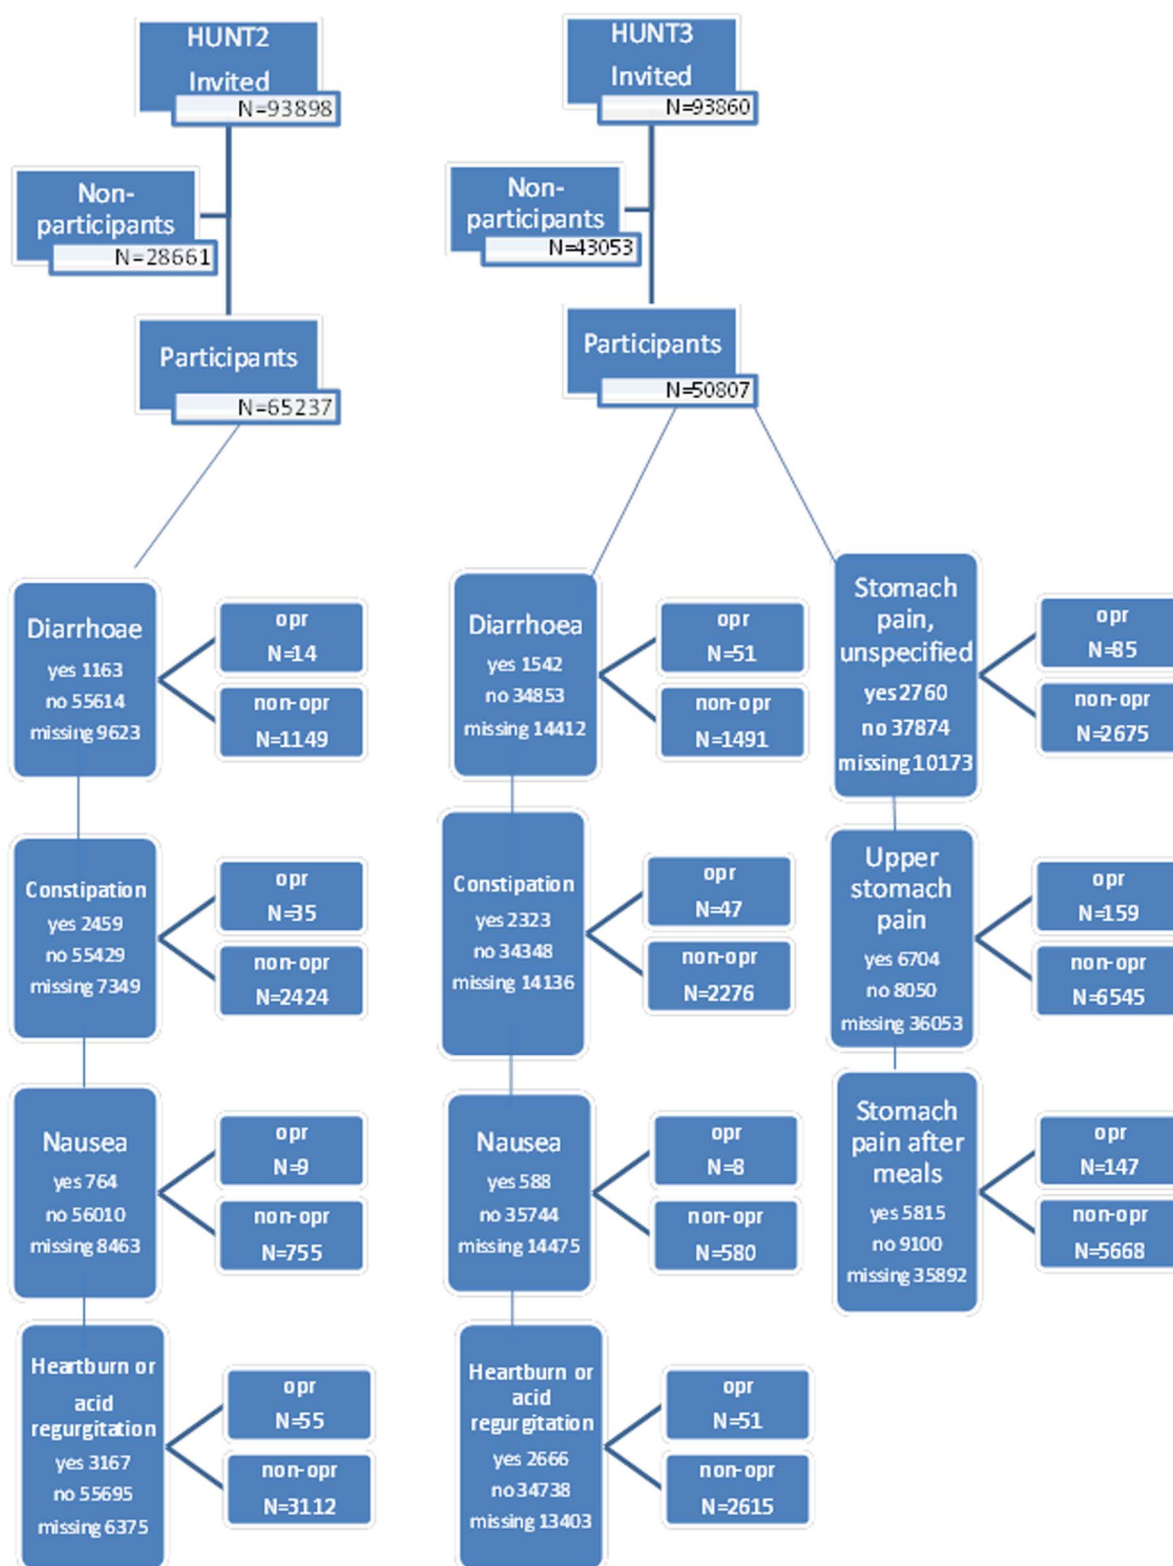 HUNT2
Invited
N=93898
Non-
participants
N=28661
Participants
N=65237
Diarrhoae
yes 1163
no 55614
missing 9623
opr
N=14
non-opr
N=1149
Constipation
yes 2459
no 55429
missing 7349
opr
N=35
non-opr
N=2424
Nausea
yes 764
no 56010
missing 8463
opr
N=9
non-opr
N=755
Heartburn or
acid
regurgitation
yes 3167
no 55695
missing 6375
opr
N=55
non-opr
N=3112
HUNT3
Invited
N=93860
Non-
participants
N=43053
Participants
N=50807
Diarrhoea
yes 1542
no 34853
missing 14412
opr
N=51
non-opr
N=1491
Constipation
yes 2323
no 34348
missing 14136
opr
N=47
non-opr
N=2276
Nausea
yes 588
no 35744
missing 14475
opr
N=8
non-opr
N=580
Heartburn or
acid
regurgitation
yes 2666
no 34738
missing 13403
opr
N=51
non-opr
N=2615
Stomach
pain,
unspecified
yes 2760
no 37874
missing 10173
opr
N=85
non-opr
N=2675
Upper
stomach
pain
yes 6704
no 8050
missing 36053
opr
N=159
non-opr
N=6545
Stomach
pain after
meals
yes 5815
no 9100
missing 35892
opr
N=147
non-opr
N=5668